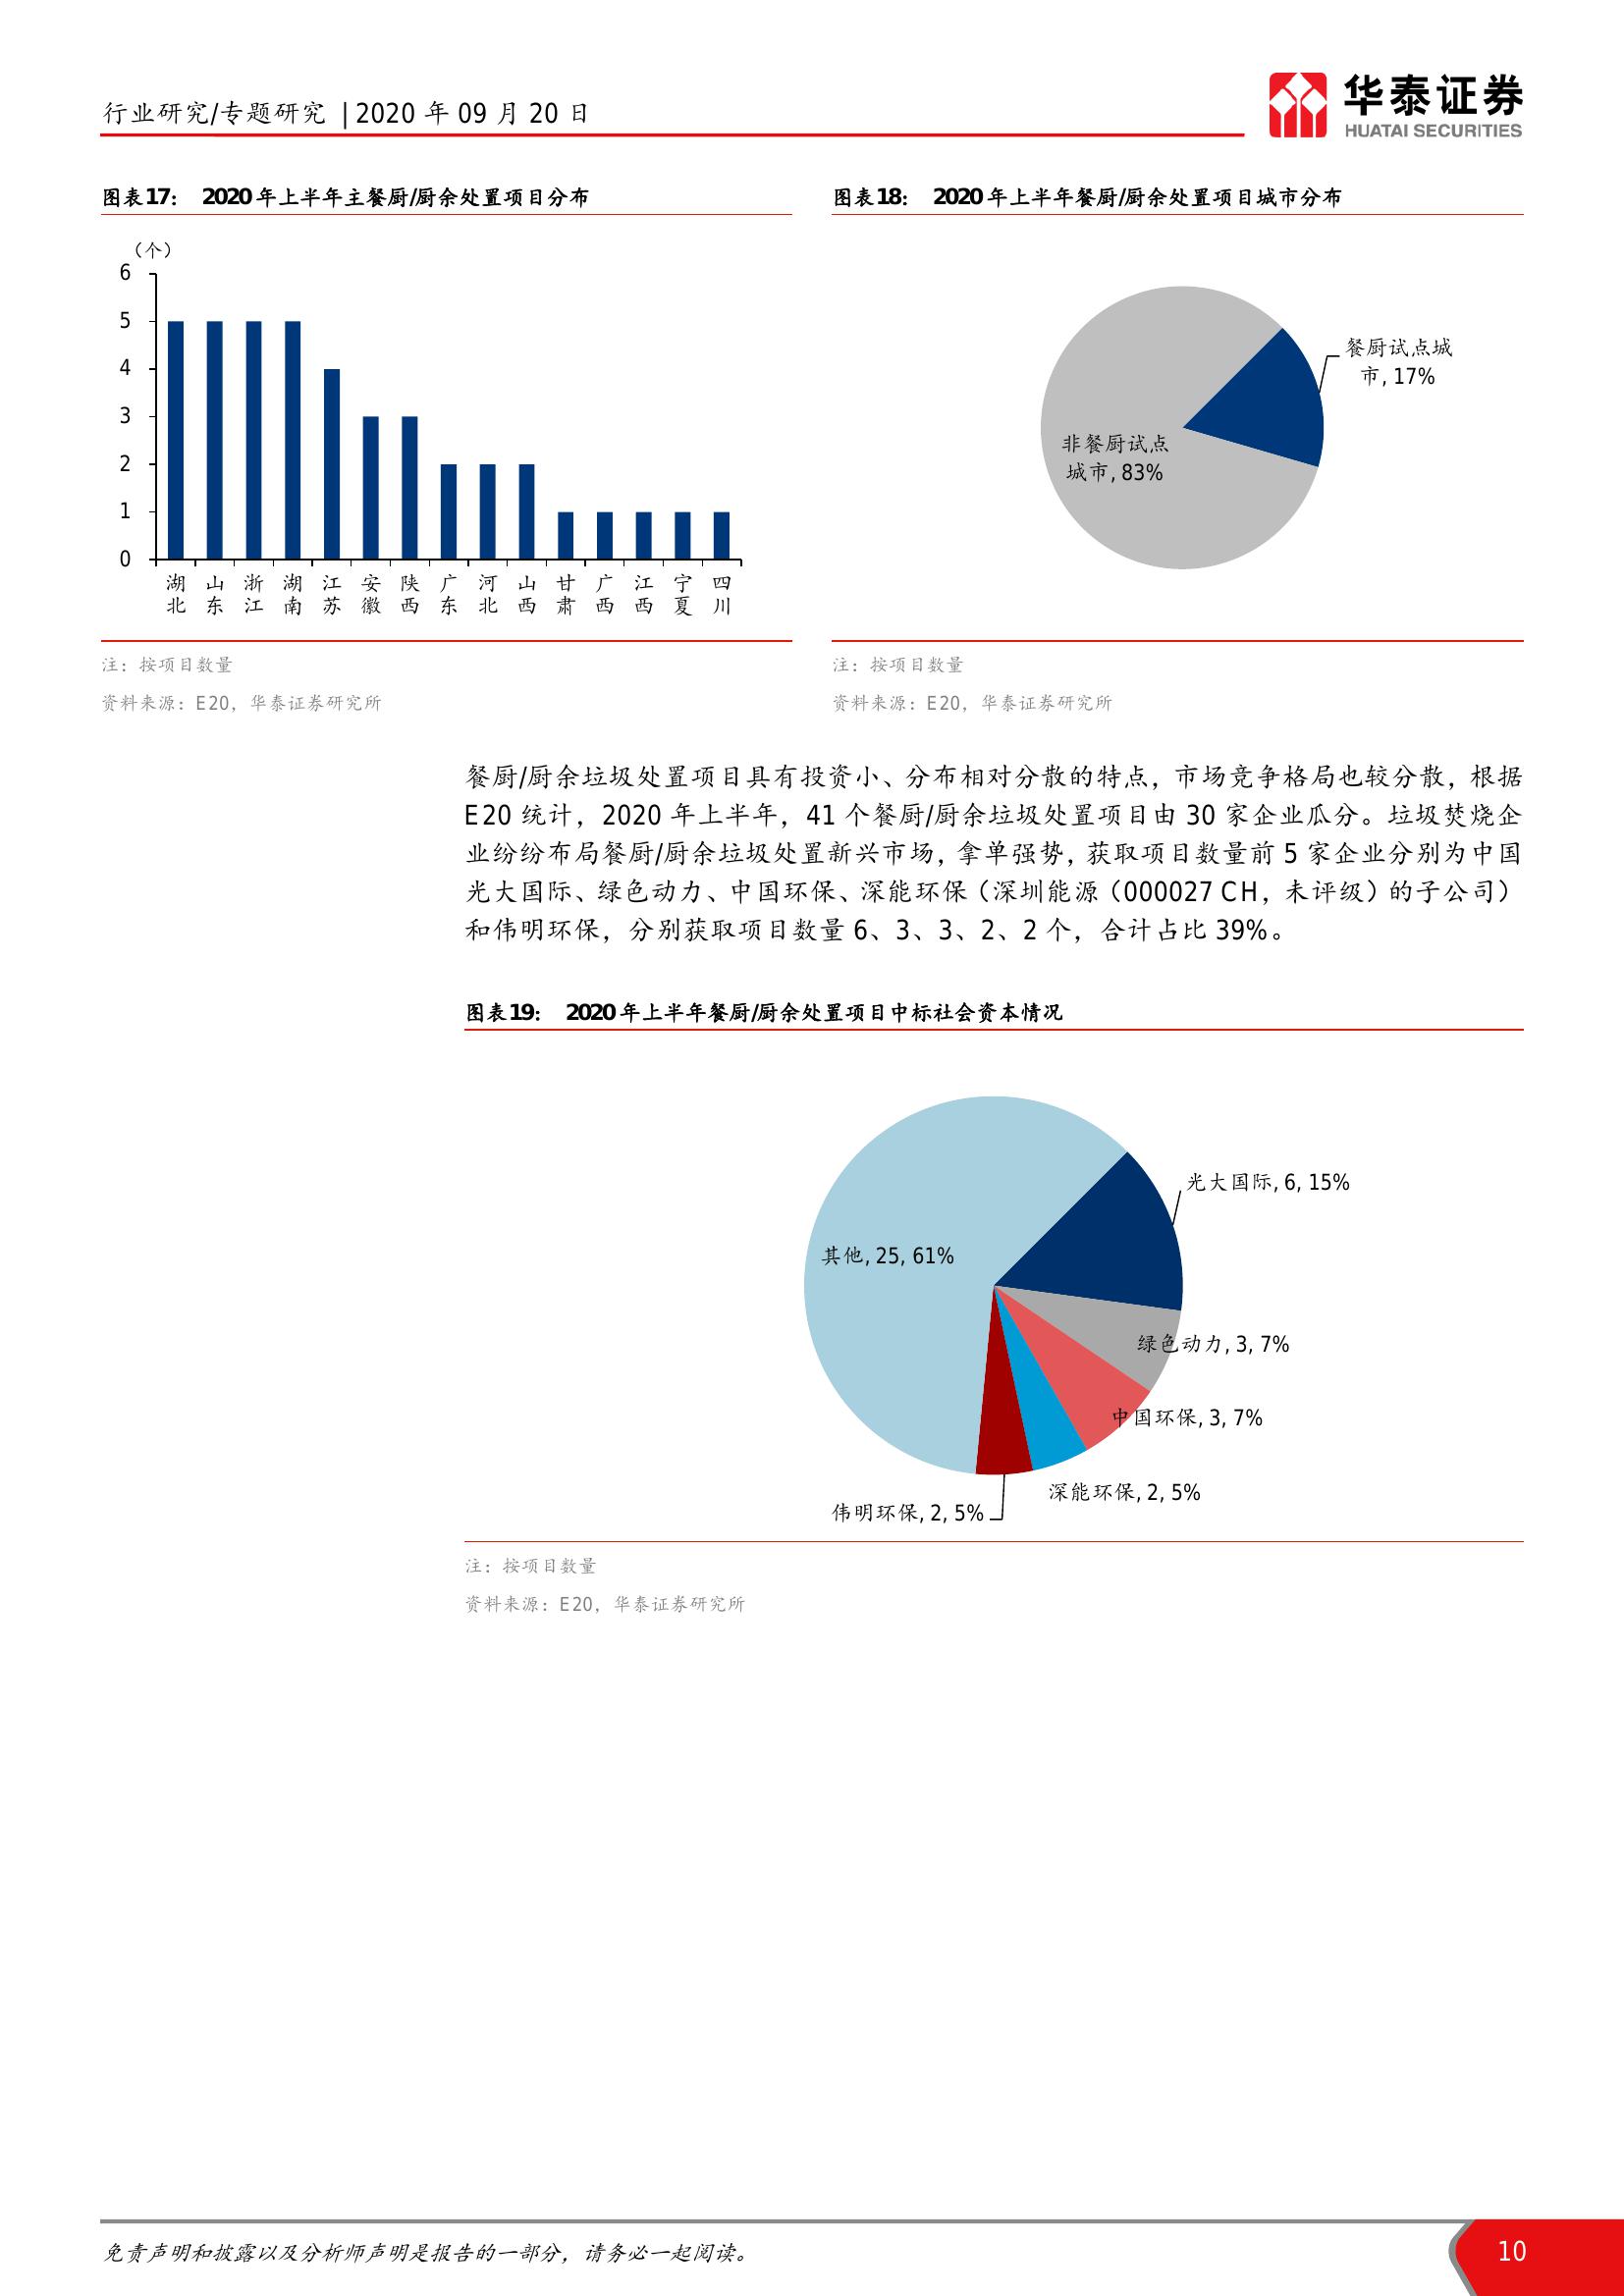 行业研究/专题研究 | 2020 年 09 月 20 日
华泰证券
HUATAI SECURITIES
图表17： 2020 年上半年主餐厨/厨余处置项目分布
（个）
6
5
4
3
2
1
0
湖北 山东 浙江 湖南 江苏 安徽 陕西 广东 河北 山西 甘肃 广西 江西 宁夏 四川
注：按项目数量
资料来源：E20，华泰证券研究所
图表18： 2020 年上半年餐厨/厨余处置项目城市分布
餐厨试点城
市, 17%
非餐厨试点
城市, 83%
注：按项目数量
资料来源：E20，华泰证券研究所
餐厨/厨余垃圾处置项目具有投资小、分布相对分散的特点，市场竞争格局也较分散，根据
E20 统计，2020 年上半年，41 个餐厨/厨余垃圾处置项目由 30 家企业瓜分。垃圾焚烧企
业纷纷布局餐厨/厨余垃圾处置新兴市场，拿单强势，获取项目数量前 5 家企业分别为中国
光大国际、绿色动力、中国环保、深能环保（深圳能源（000027 CH，未评级）的子公司）
和伟明环保，分别获取项目数量 6、3、3、2、2 个，合计占比 39%。
图表19： 2020 年上半年餐厨/厨余处置项目中标社会资本情况
光大国际, 6, 15%
其他, 25, 61%
绿色动力, 3, 7%
中国环保, 3, 7%
深能环保, 2, 5%
伟明环保, 2, 5%
注：按项目数量
资料来源：E20，华泰证券研究所
免责声明和披露以及分析师声明是报告的一部分，请务必一起阅读。
10